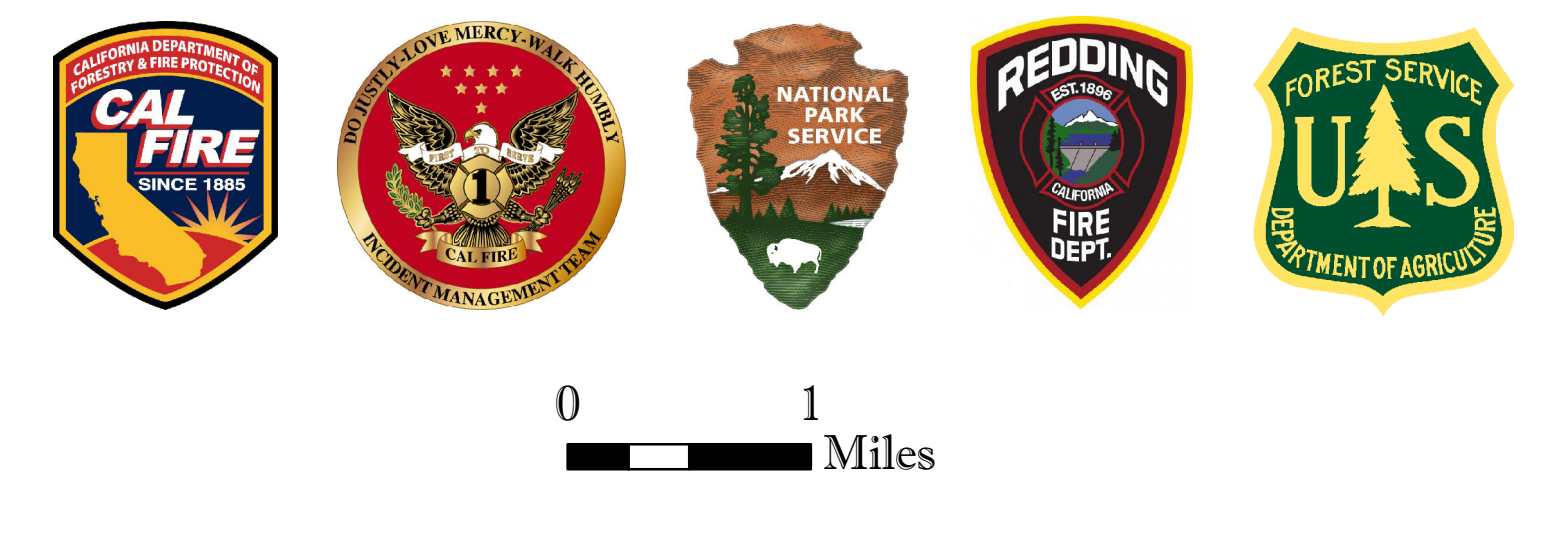 CALIFORNIA DEPARTMENT OF
FORESTRY & FIRE PROTECTION
CAL
FIRE
SINCE 1885
DO JUSTLY-LOVE MERCY-WALK HUMBLY
FIRST TO SERVE
1
CAL FIRE
INCIDENT MANAGEMENT TEAM
NATIONAL
PARK
SERVICE
REDDING
EST. 1896
CALIFORNIA
FIRE
DEPT.
FOREST SERVICE
U S
DEPARTMENT OF AGRICULTURE
0 1
Miles